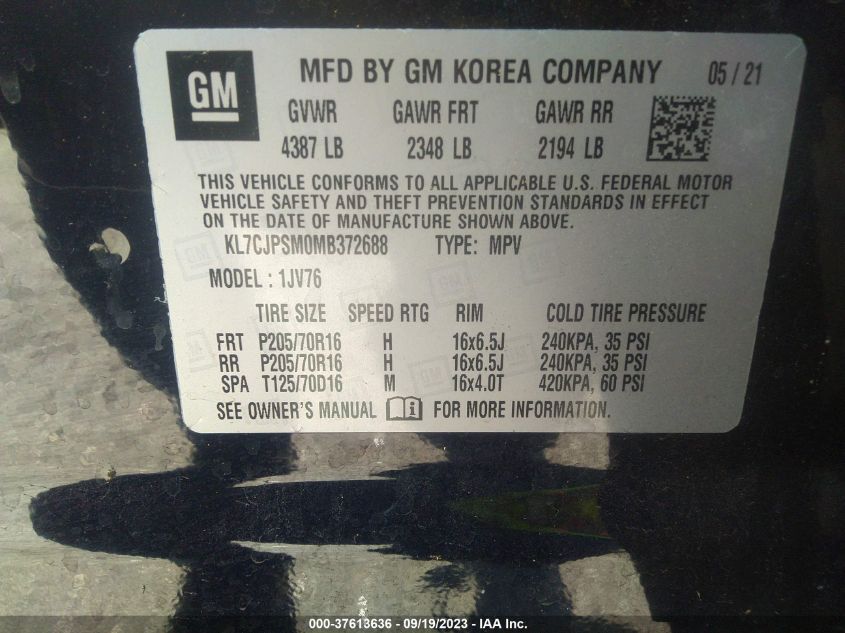 GM
MFD BY GM KOREA COMPANY 05 / 21
GVWR GAWR FRT GAWR RR
4387 LB 2348 LB 2194 LB
THIS VEHICLE CONFORMS TO ALL APPLICABLE U.S. FEDERAL MOTOR
VEHICLE SAFETY AND THEFT PREVENTION STANDARDS IN EFFECT
ON THE DATE OF MANUFACTURE SHOWN ABOVE.
KL7CJPSM0MB372688 TYPE: MPV
MODEL : 1JV76
TIRE SIZE SPEED RTG RIM COLD TIRE PRESSURE
FRT P205/70R16 H 16x6.5J 240KPA, 35 PSI
RR P205/70R16 H 16x6.5J 240KPA, 35 PSI
SPA T125/70D16 M 16x4.0T 420KPA, 60 PSI
SEE OWNER'S MANUAL FOR MORE INFORMATION.
000-37613636 - 09/19/2023 - IAA Inc.